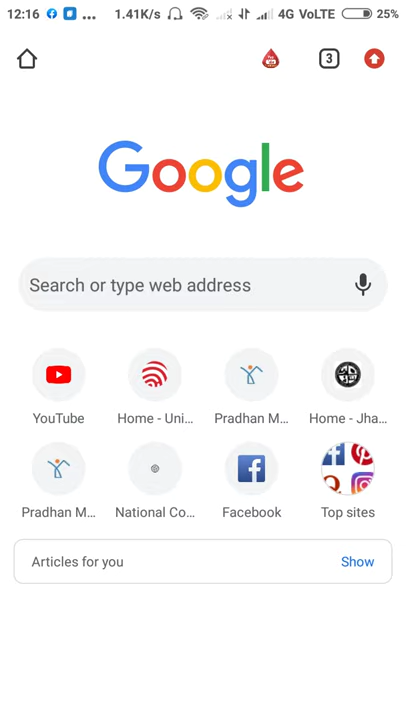 12:16 ... 1.41K/s 4G VoLTE 25%
3
Google
Search or type web address
YouTube Home - Uni... Pradhan M... Home - Jha...
Pradhan M... National Co... Facebook Top sites
Articles for you Show